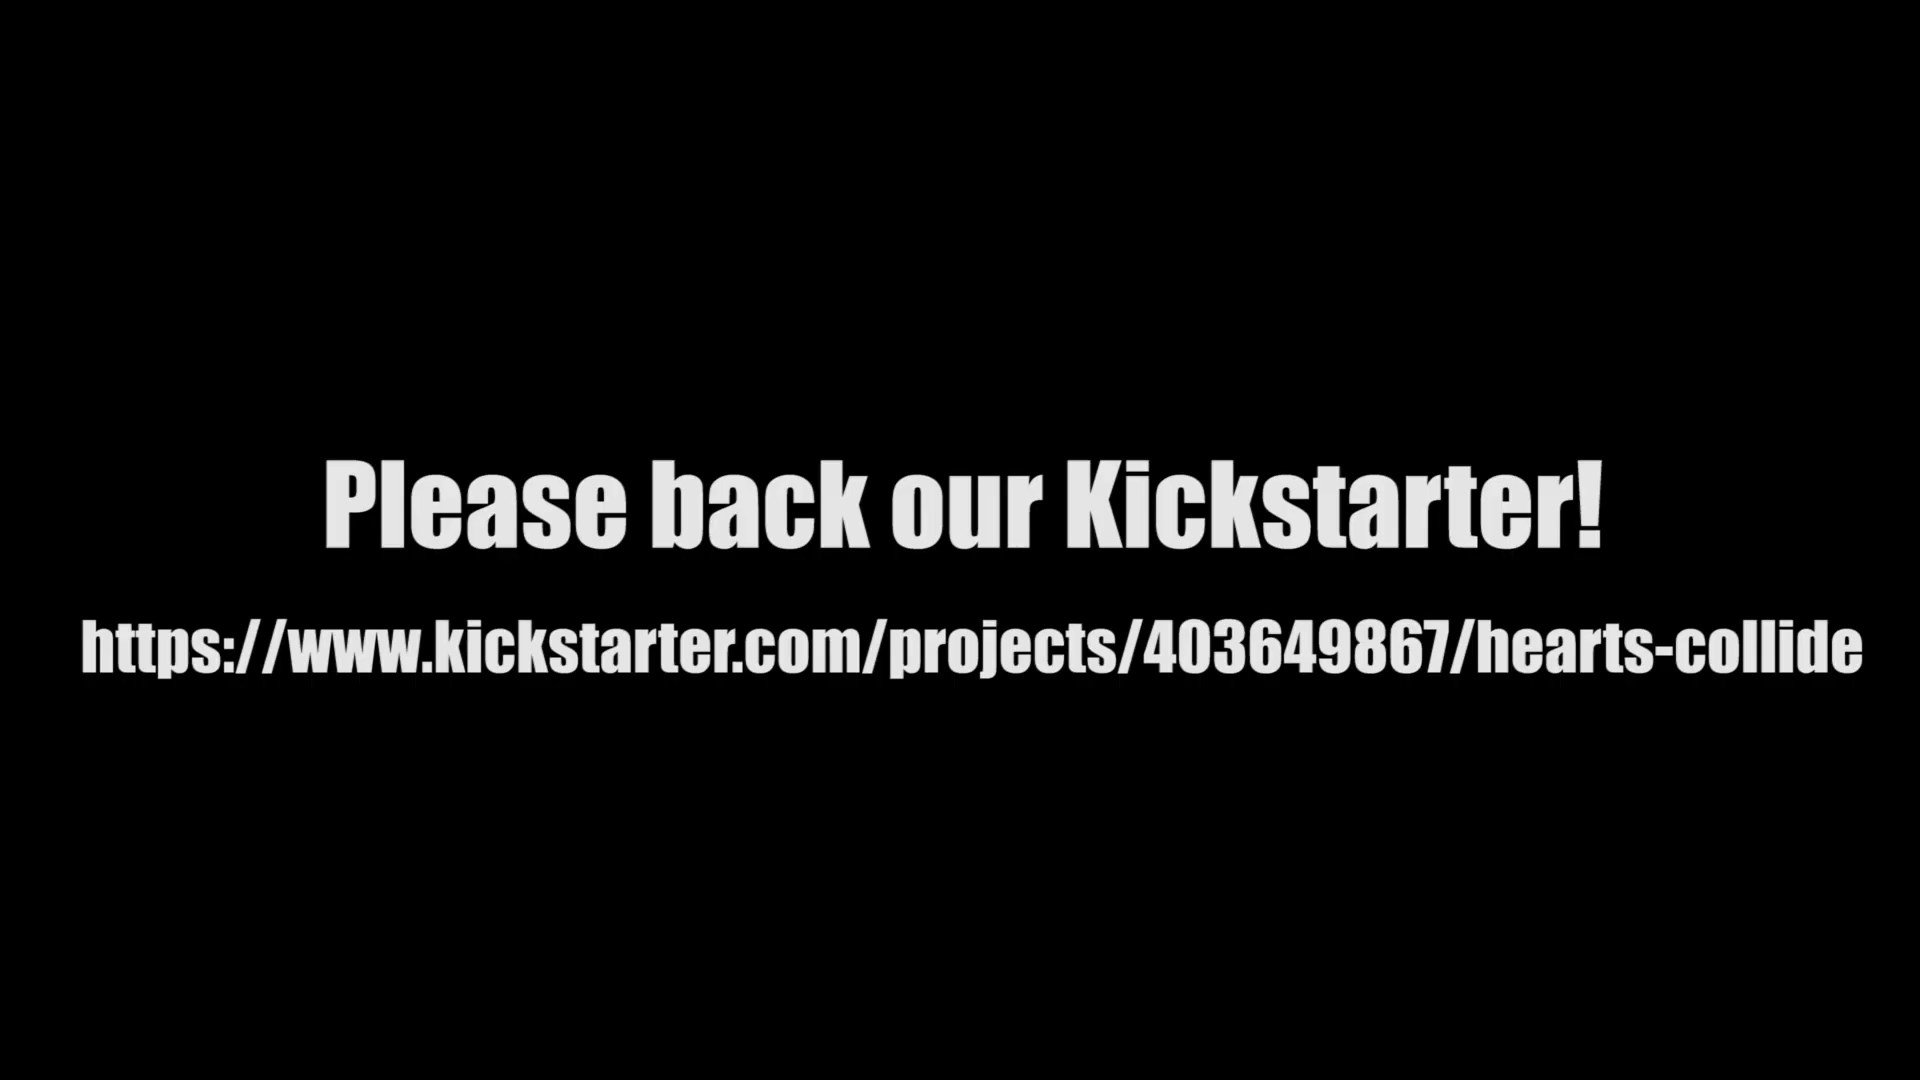 Please back our Kickstarter!
https://www.kickstarter.com/projects/403649867/hearts-collide